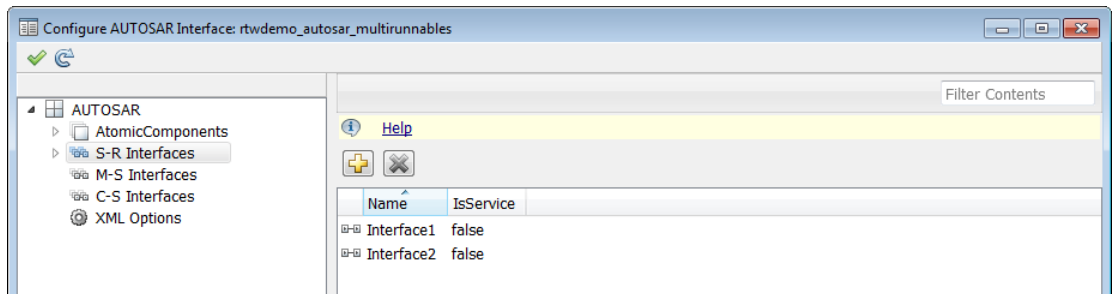 Configure AUTOSAR Interface: rtwdemo_autosar_multirunnables
Filter Contents
AUTOSAR
AtomicComponents
S-R Interfaces
M-S Interfaces
C-S Interfaces
XML Options
Help
Name IsService
Interface1 false
Interface2 false